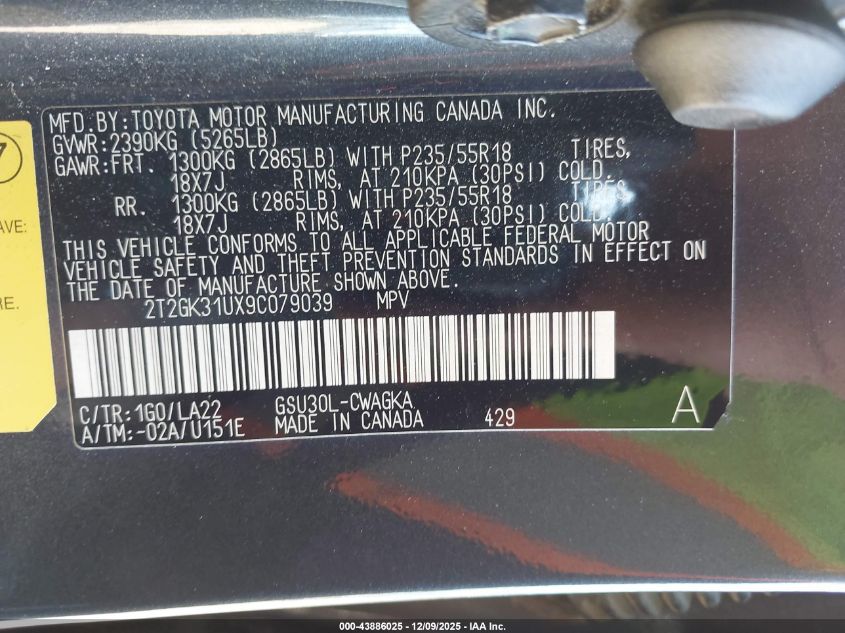 MFD.BY:TOYOTA MOTOR MANUFACTURING CANADA INC.
GVWR:2390KG (5265LB)
GAWR:FRT. 1300KG (2865LB) WITH P235/55R18 TIRES,
18X7J RIMS, AT 210KPA (30PSI) COLD.
RR. 1300KG (2865LB) WITH P235/55R18 TIRES,
18X7J RIMS, AT 210KPA (30PSI) COLD.
THIS VEHICLE CONFORMS TO ALL APPLICABLE FEDERAL MOTOR
VEHICLE SAFETY AND THEFT PREVENTION STANDARDS IN EFFECT ON
THE DATE OF MANUFACTURE SHOWN ABOVE.
2T2GK31UX9C079039 MPV
C/TR:1G0/LA22 GSU30L-CWAGKA
A/TM:-02A/U151E MADE IN CANADA 429 A
7
AVE:
RE.
000-43886025 - 12/09/2025 - IAA Inc.